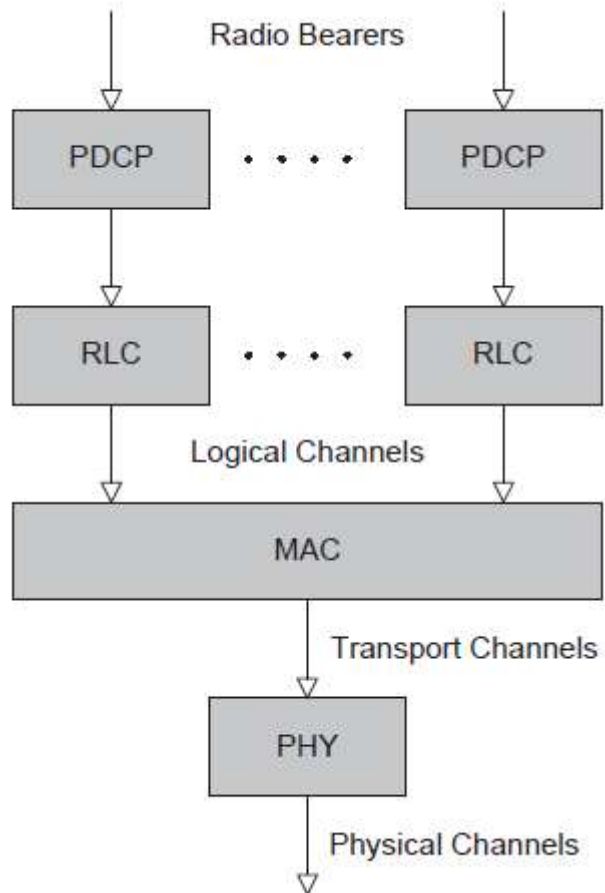 Radio Bearers
PDCP
PDCP
RLC
RLC
Logical Channels
MAC
Transport Channels
PHY
Physical Channels